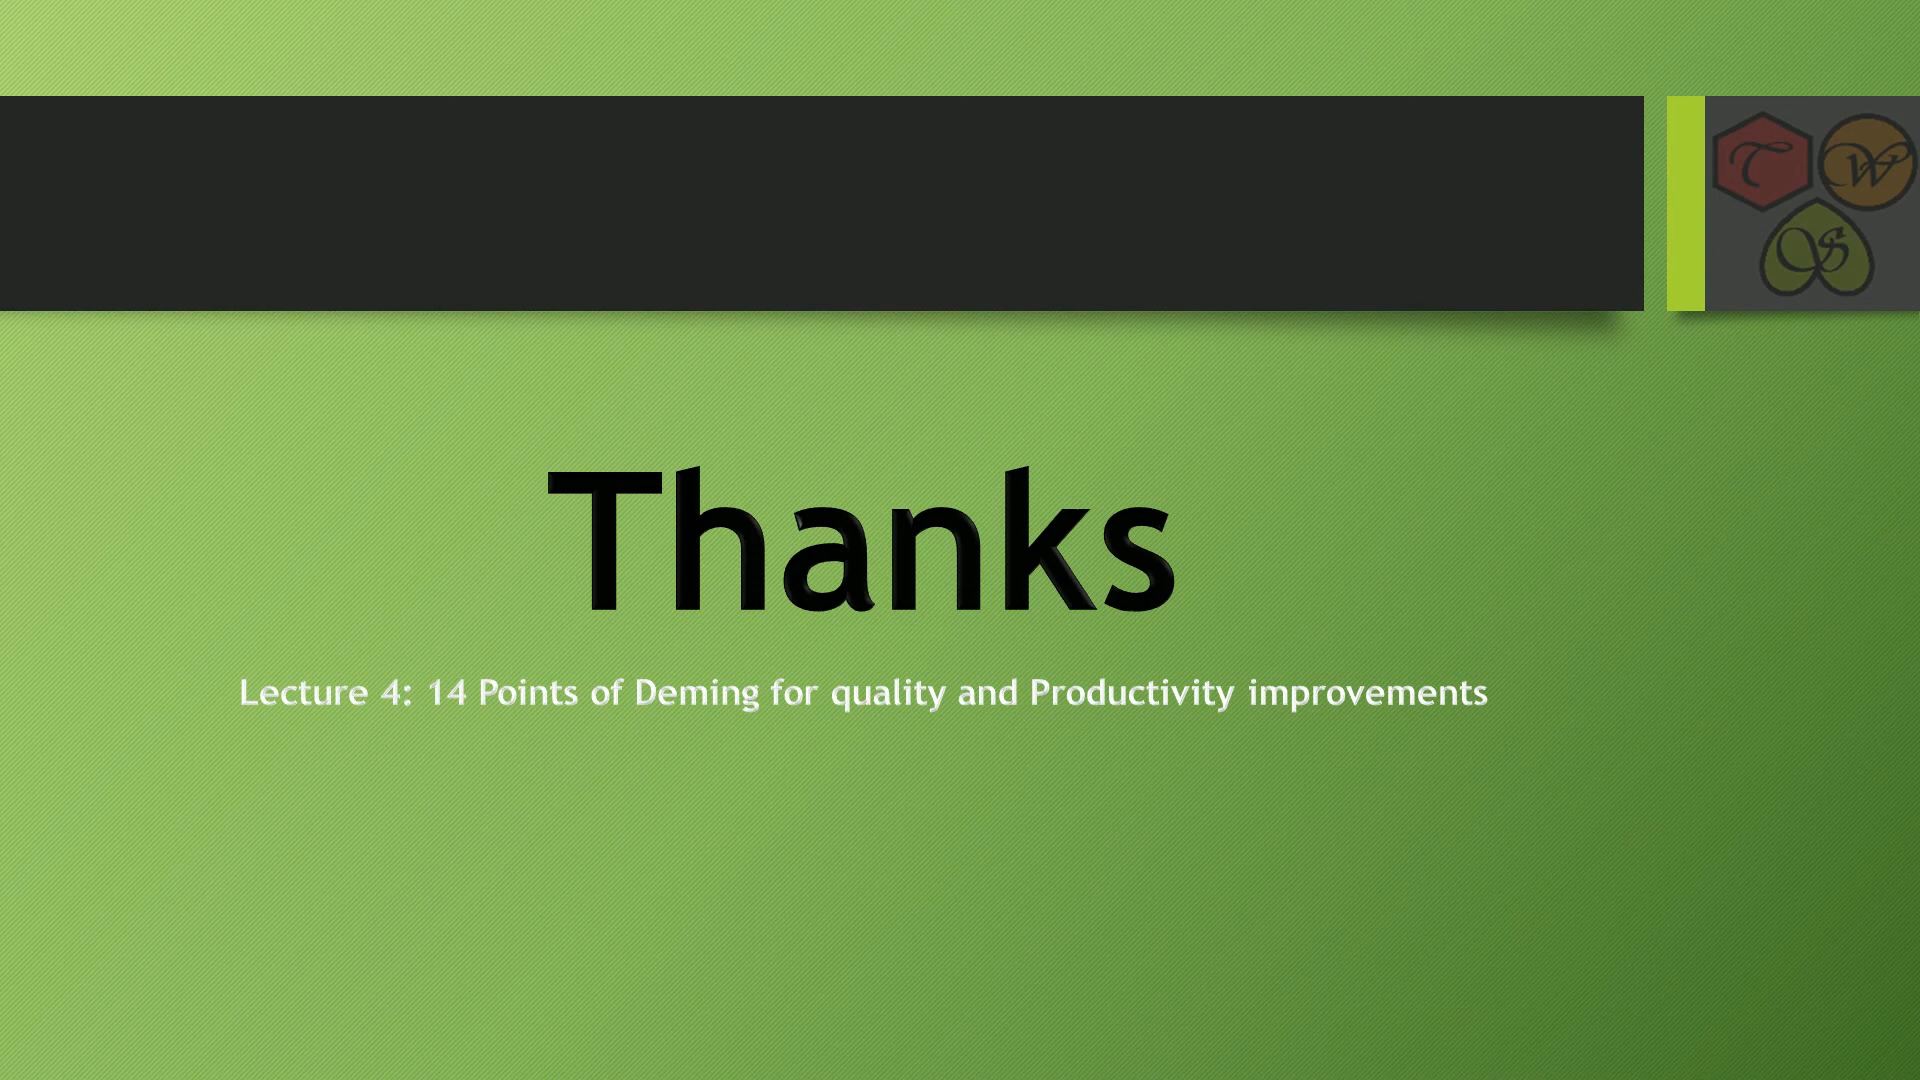 T W
S
Thanks
Lecture 4: 14 Points of Deming for quality and Productivity improvements